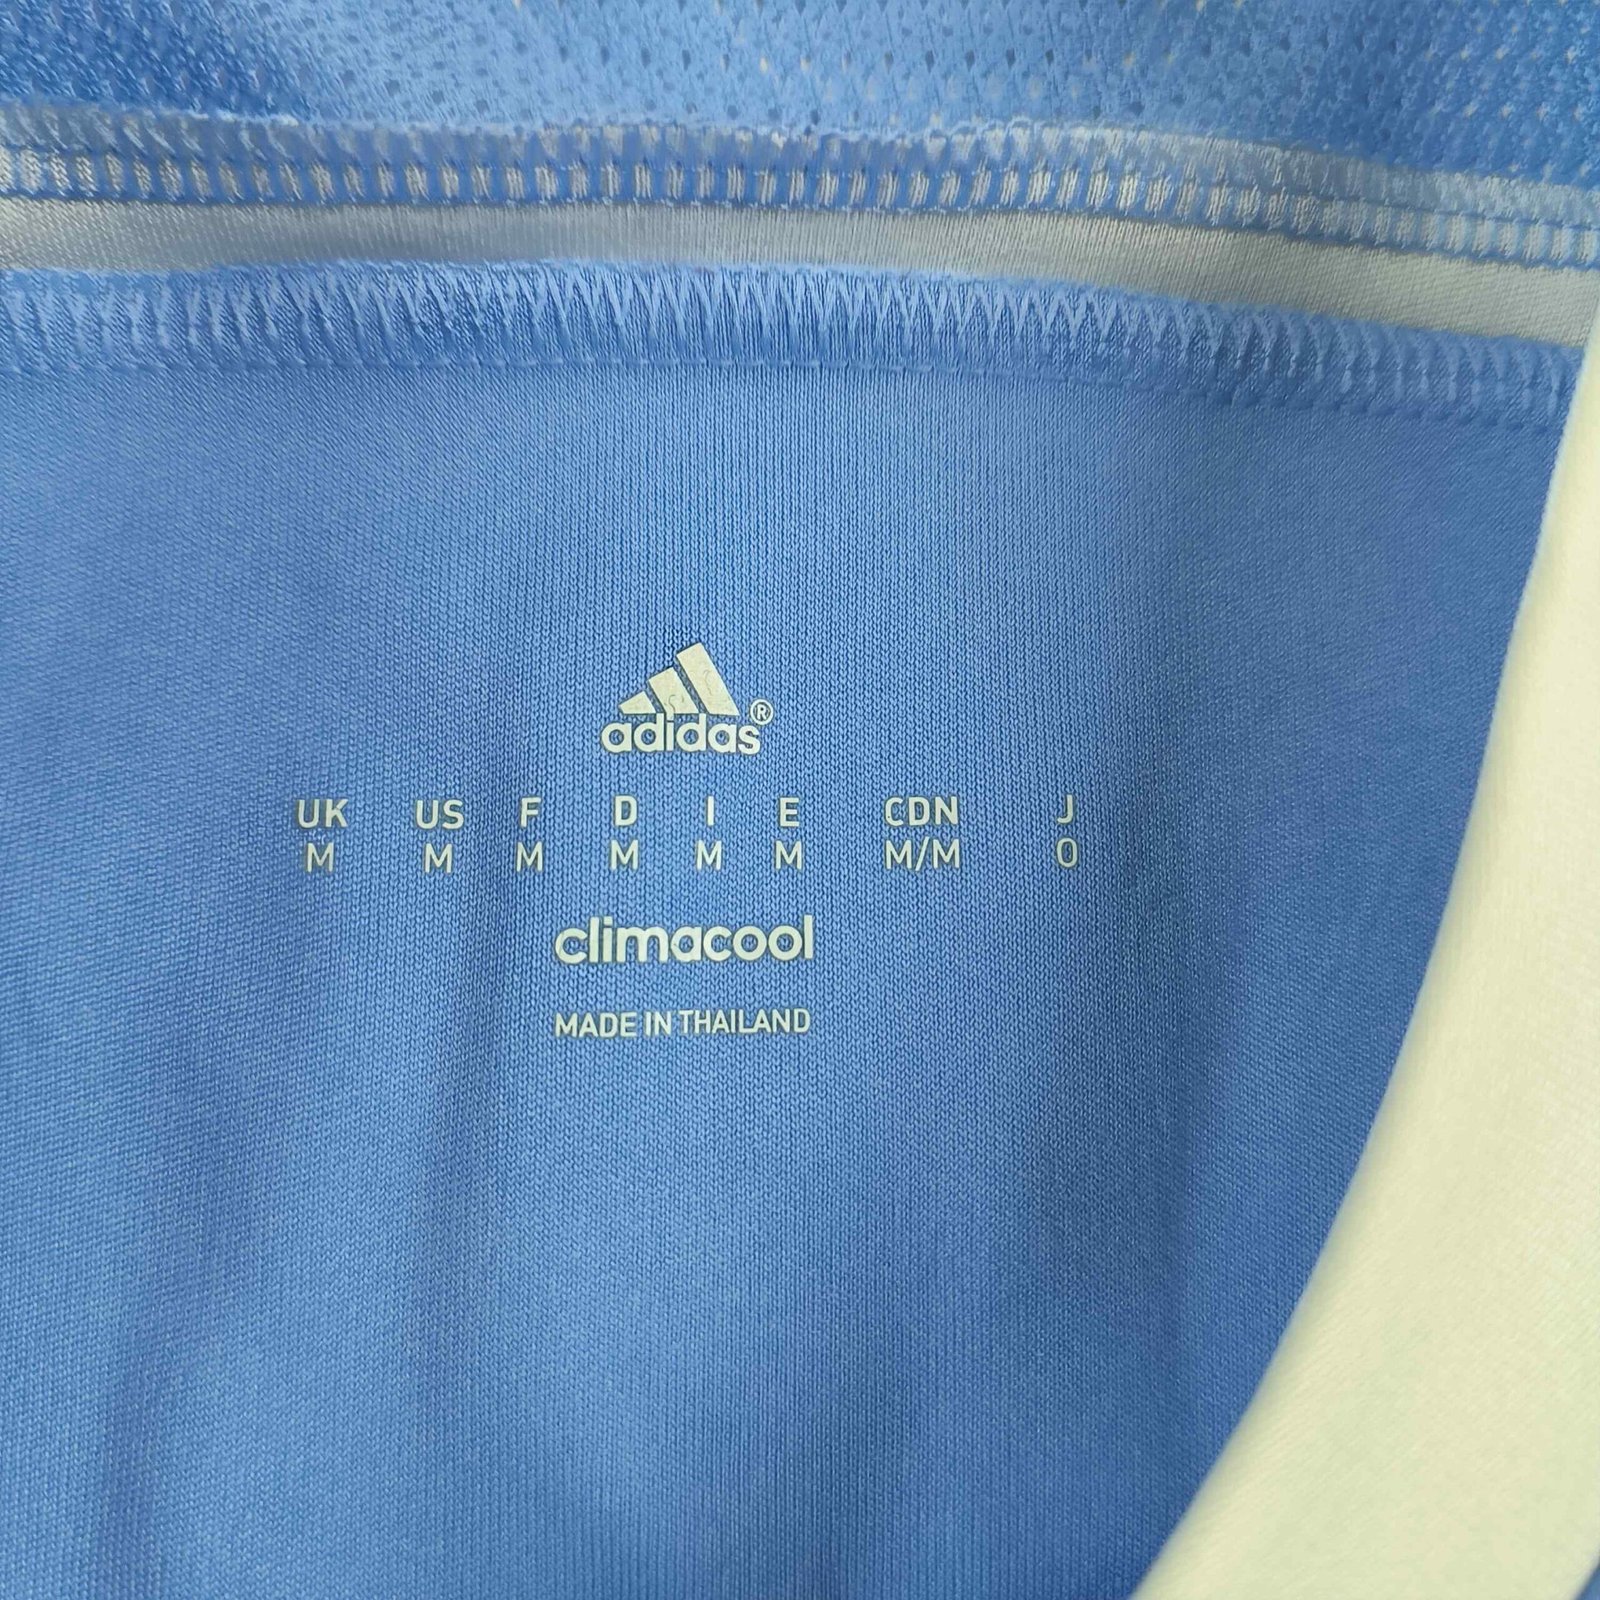 adidas®
UK US F D I E CDN J
M M M M M M M/M O
climacool
MADE IN THAILAND